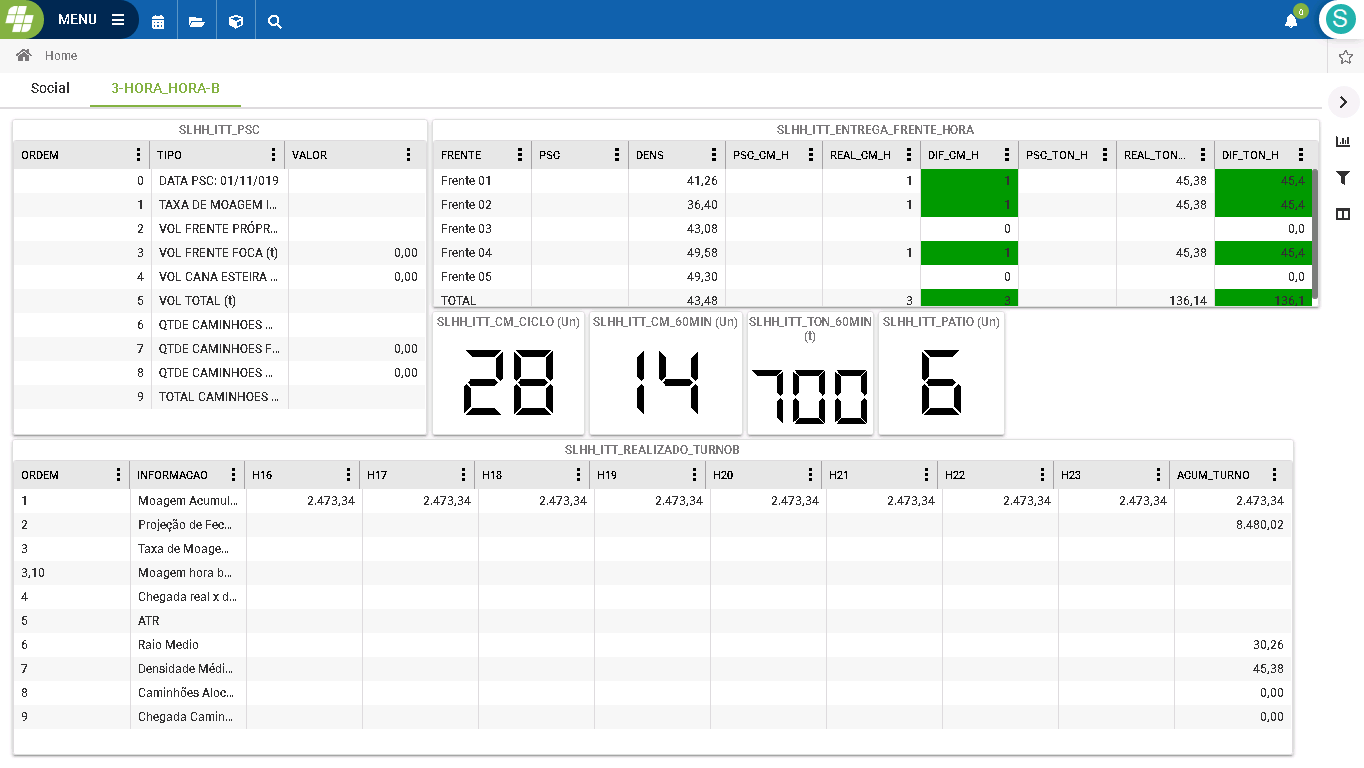 MENU
0
S
Home
Social 3-HORA_HORA-B
SLHH_ITT_PSC
ORDEM TIPO VALOR
0 DATA PSC: 01/11/019
1 TAXA DE MOAGEM I...
2 VOL FRENTE PRÓPR...
3 VOL FRENTE FOCA (t) 0,00
4 VOL CANA ESTEIRA ... 0,00
5 VOL TOTAL (t)
6 QTDE CAMINHOES ...
7 QTDE CAMINHOES F... 0,00
8 QTDE CAMINHOES ... 0,00
9 TOTAL CAMINHOES ...
SLHH_ITT_ENTREGA_FRENTE_HORA
FRENTE PSC DENS PSC_CM_H REAL_CM_H DIF_CM_H PSC_TON_H REAL_TON... DIF_TON_H
Frente 01 41,26 1 1 45,38 45,4
Frente 02 36,40 1 1 45,38 45,4
Frente 03 43,08 0 0,0
Frente 04 49,58 1 1 45,38 45,4
Frente 05 49,30 0 0,0
TOTAL 43,48 3 3 136,14 136,1
SLHH_ITT_CM_CICLO (Un)
28
SLHH_ITT_CM_60MIN (Un)
14
SLHH_ITT_TON_60MIN
(t)
700
SLHH_ITT_PATIO (Un)
6
SLHH_ITT_REALIZADO_TURNOB
ORDEM INFORMACAO H16 H17 H18 H19 H20 H21 H22 H23 ACUM_TURNO
1 Moagem Acumul... 2.473,34 2.473,34 2.473,34 2.473,34 2.473,34 2.473,34 2.473,34 2.473,34 2.473,34
2 Projeção de Fec... 8.480,02
3 Taxa de Moage...
3,10 Moagem hora b...
4 Chegada real x d...
5 ATR
6 Raio Medio 30,26
7 Densidade Médi... 45,38
8 Caminhões Aloc... 0,00
9 Chegada Camin... 0,00